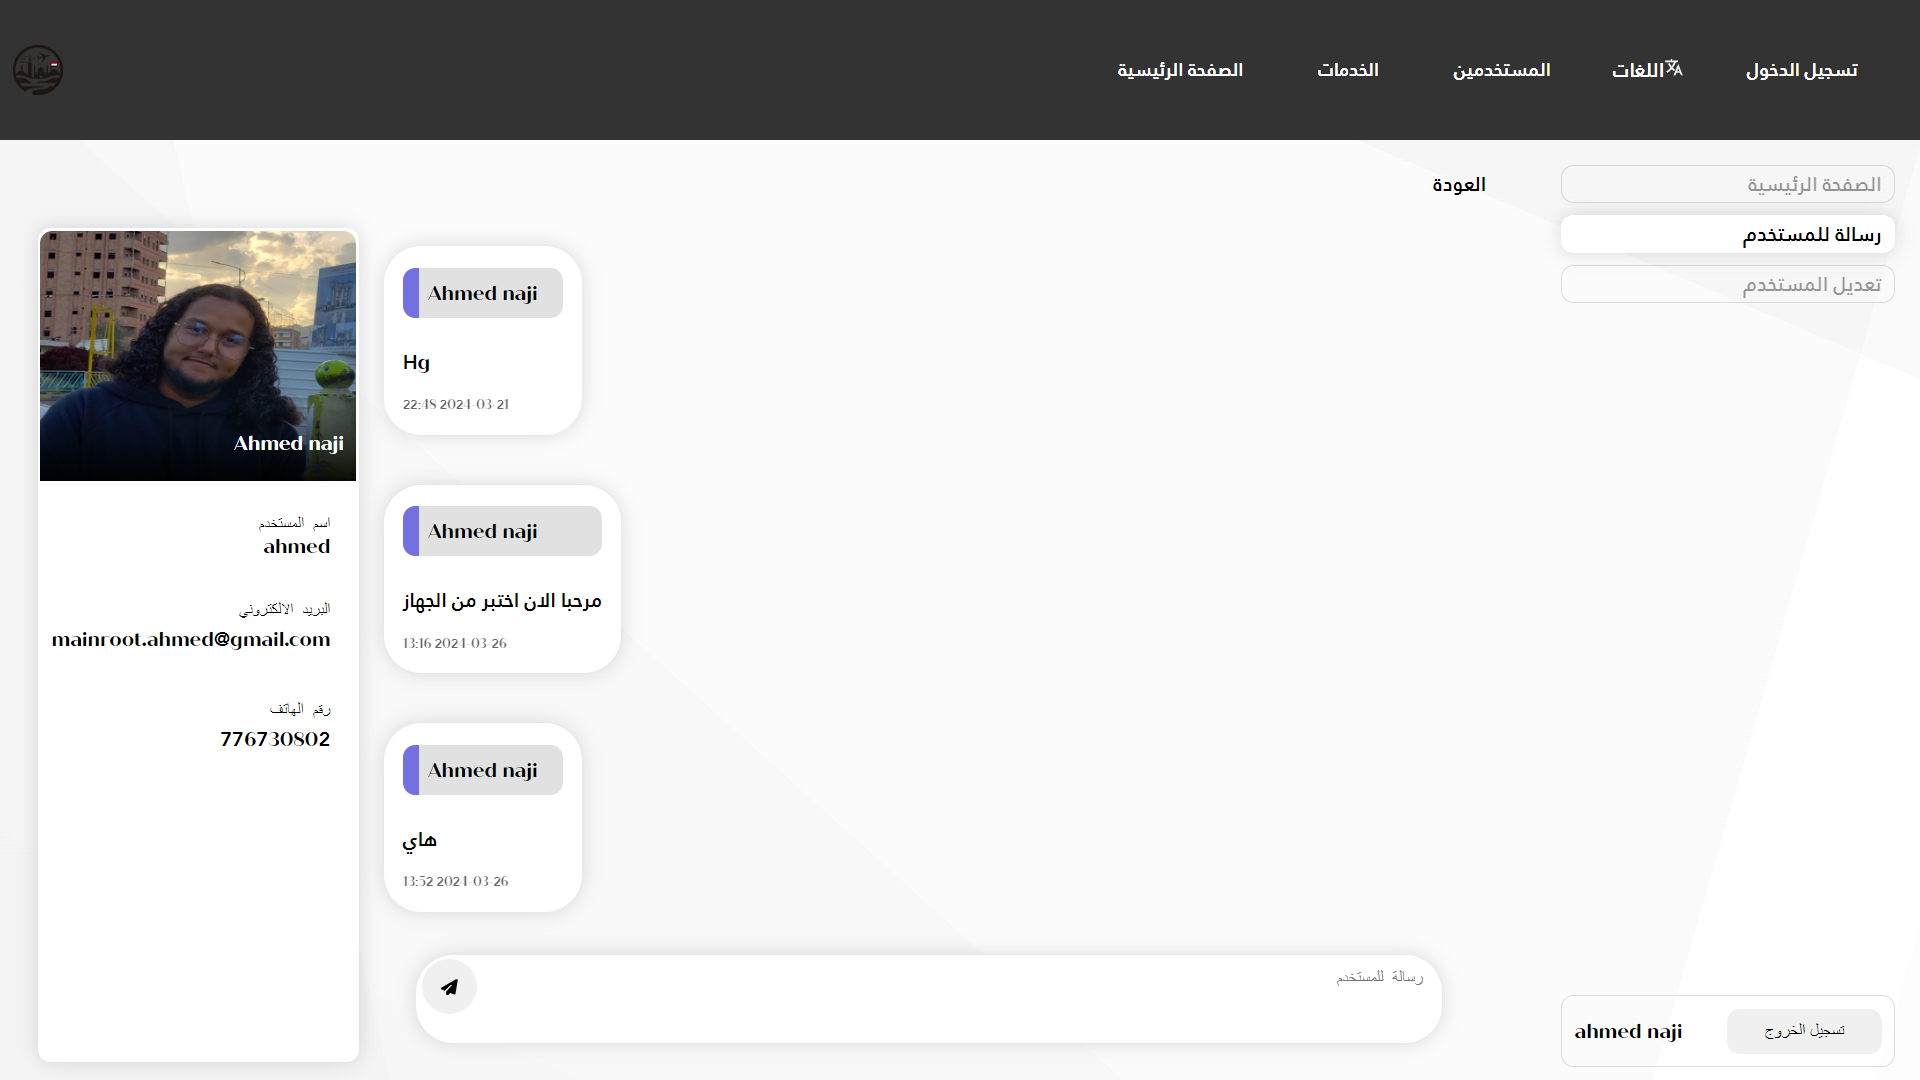 تسجيل الدخول
اللغات
المستخدمين
الخدمات
الصفحة الرئيسية
الصفحة الرئيسية
رسالة للمستخدم
تعديل المستخدم
العودة
Ahmed naji
Hg
22:48 2024-03-21
Ahmed naji
مرحبا الان اختبر من الجهاز
13:16 2024-03-26
Ahmed naji
هاي
13:52 2024-03-26
رسالة للمستخدم
Ahmed naji
اسم المستخدم
ahmed
البريد الالكتروني
mainroot.ahmed@gmail.com
رقم الهاتف
776730802
تسجيل الخروج
ahmed naji